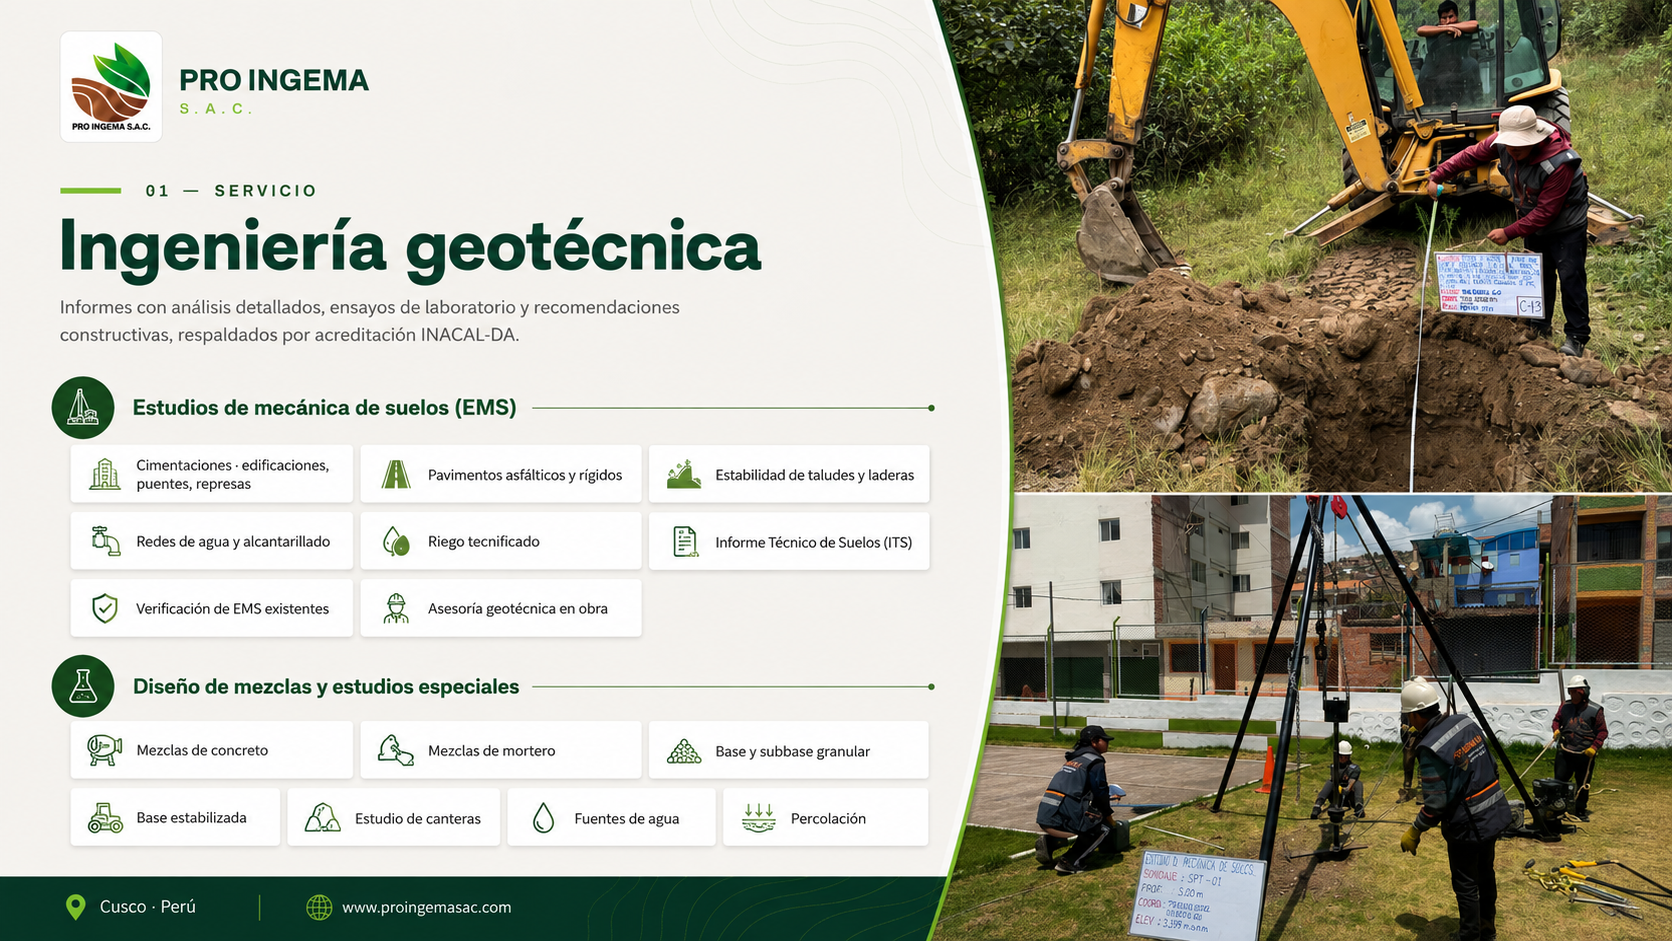 PRO INGEMA S.A.C.
PRO INGEMA
S.A.C.
01 — SERVICIO
Ingeniería geotécnica
Informes con análisis detallados, ensayos de laboratorio y recomendaciones
constructivas, respaldados por acreditación INACAL-DA.
Estudios de mecánica de suelos (EMS)
Cimentaciones · edificaciones,
puentes, represas
Pavimentos asfálticos y rígidos
Estabilidad de taludes y laderas
Redes de agua y alcantarillado
Riego tecnificado
Informe Técnico de Suelos (ITS)
Verificación de EMS existentes
Asesoría geotécnica en obra
Diseño de mezclas y estudios especiales
Mezclas de concreto
Mezclas de mortero
Base y subbase granular
Base estabilizada
Estudio de canteras
Fuentes de agua
Percolación
Cusco · Perú
www.proingemasac.com
C-13
SPT-01
PROF:
COORD:
ELEV: